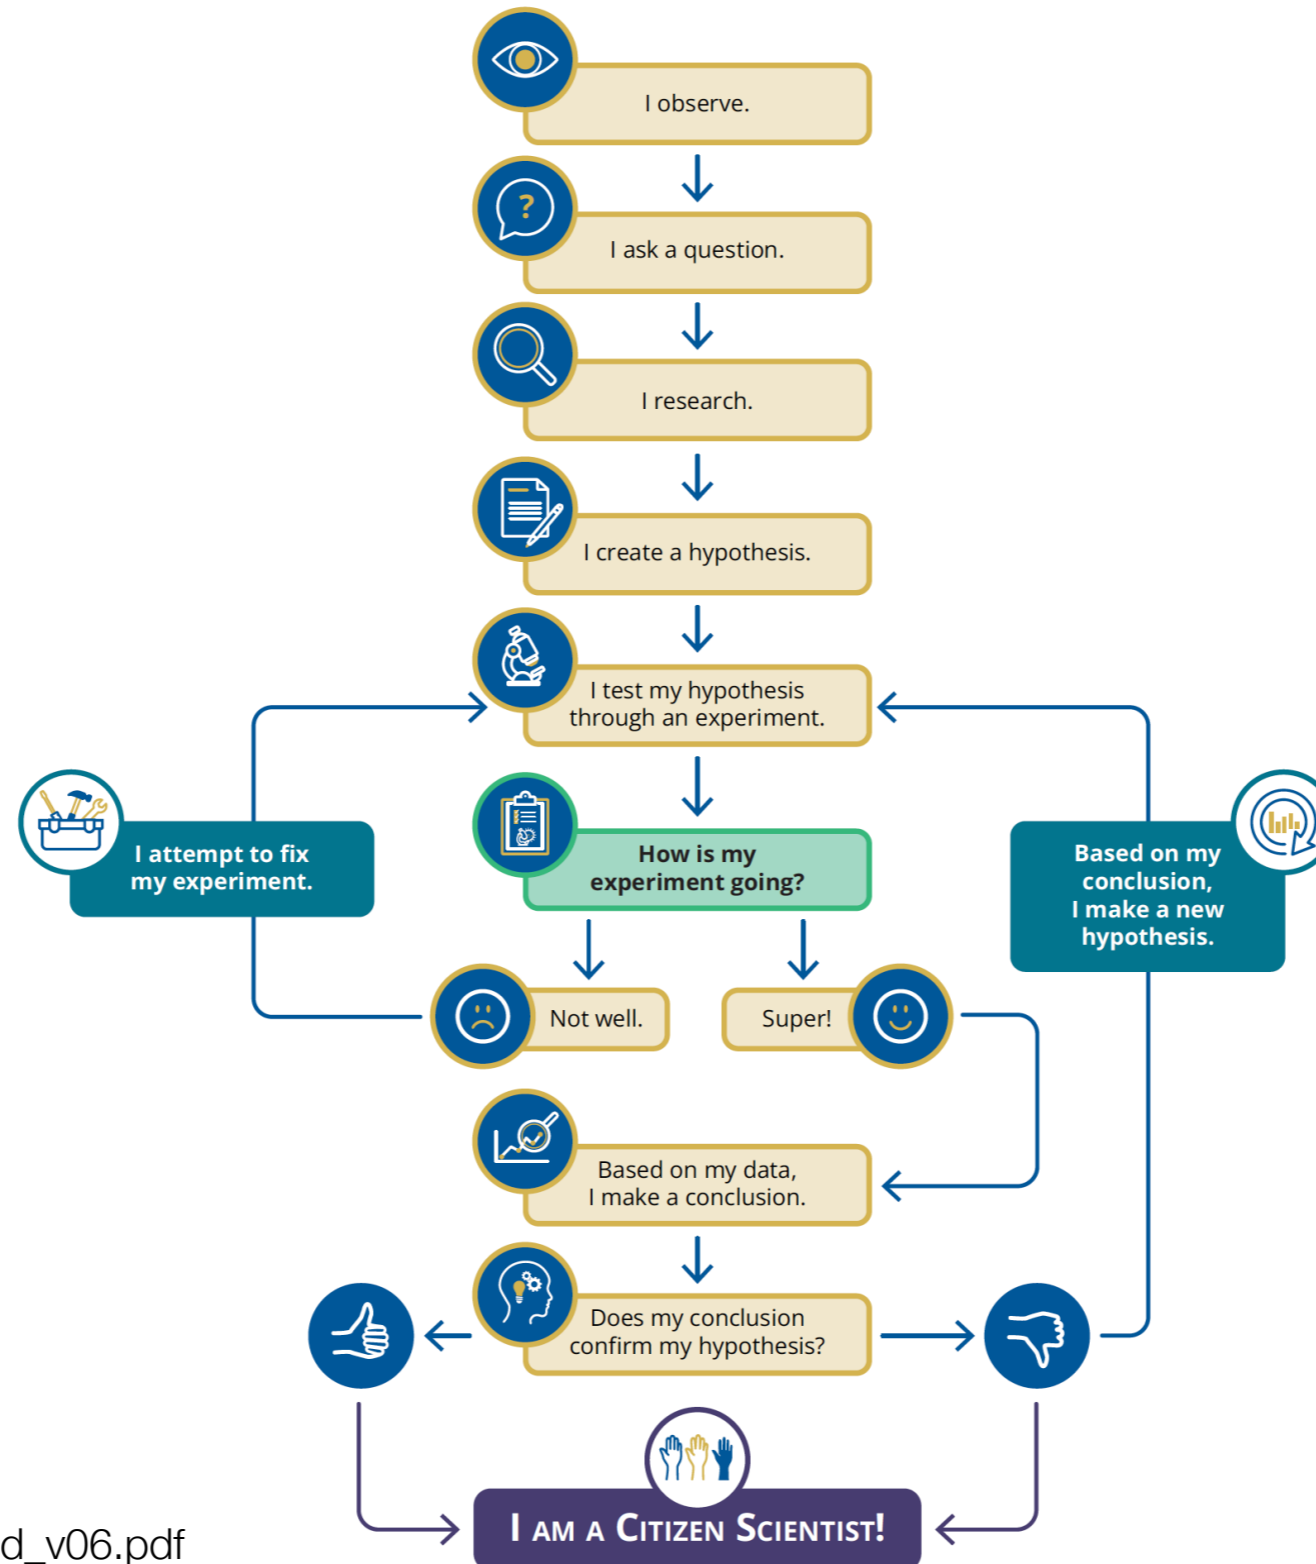 ?
I observe.
I ask a question.
I research.
I create a hypothesis.
I test my hypothesis
through an experiment.
How is my
experiment going?
I attempt to fix
my experiment.
Based on my
conclusion,
I make a new
hypothesis.
Not well.
Super!
Based on my data,
I make a conclusion.
Does my conclusion
confirm my hypothesis?
I AM A CITIZEN SCIENTIST!
d_v06.pdf